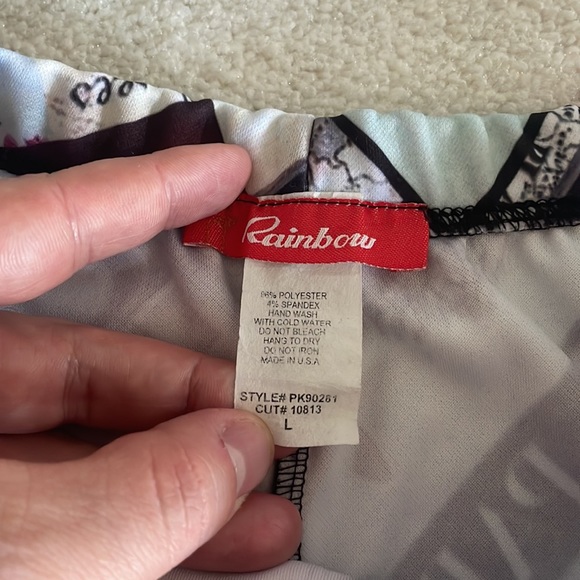 Rainbow
96% POLYESTER
4% SPANDEX
HAND WASH
WITH COLD WATER
DO NOT BLEACH
HANG TO DRY
DO NOT IRON
MADE IN U.S.A
STYLE# PK90281
CUT# 10813
L